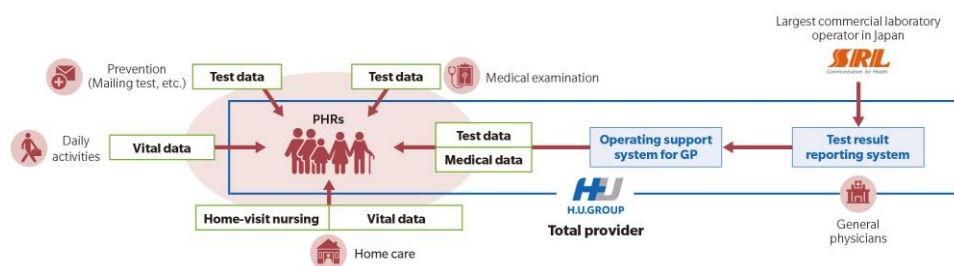 Largest commercial laboratory
operator in Japan
SRL
Communication for Health
Prevention
(Mailing test, etc.)
Test data
Test data
Medical examination
PHRs
Daily
activities
Vital data
Test data
Medical data
Operating support
system for GP
Test result
reporting system
Home-visit nursing
Vital data
HU
H.U.GROUP
Total provider
Home care
General
physicians